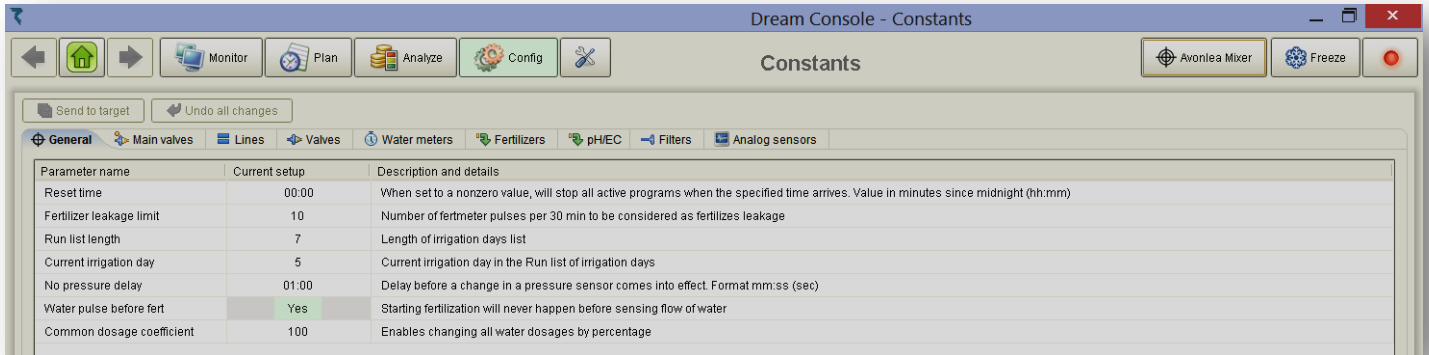 Dream Console - Constants
Monitor Plan Analyze Config Constants Avonlea Mixer Freeze
Send to target Undo all changes
General Main valves Lines Valves Water meters Fertilizers pH/EC Filters Analog sensors
Parameter name Current setup Description and details
Reset time 00:00 When set to a nonzero value, will stop all active programs when the specified time arrives. Value in minutes since midnight (hh:mm)
Fertilizer leakage limit 10 Number of fertmeter pulses per 30 min to be considered as fertilizes leakage
Run list length 7 Length of irrigation days list
Current irrigation day 5 Current irrigation day in the Run list of irrigation days
No pressure delay 01:00 Delay before a change in a pressure sensor comes into effect. Format mm:ss (sec)
Water pulse before fert Yes Starting fertilization will never happen before sensing flow of water
Common dosage coefficient 100 Enables changing all water dosages by percentage